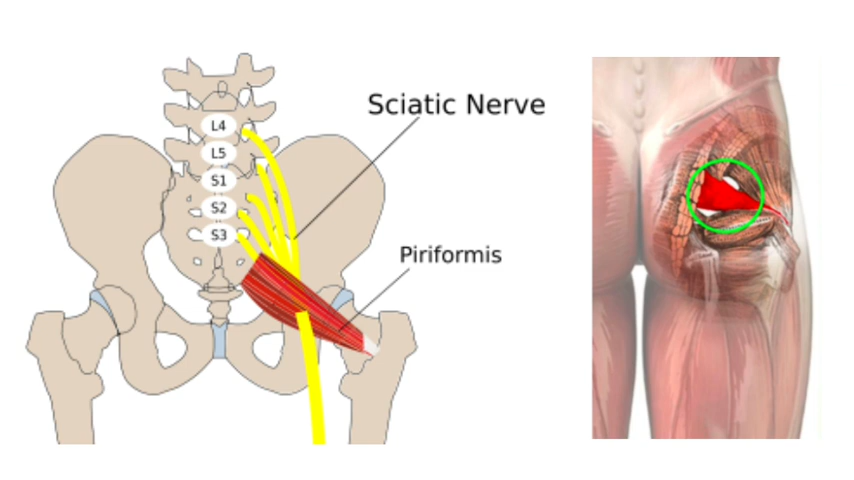 Sciatic Nerve
L4
L5
S1
S2
S3
Piriformis